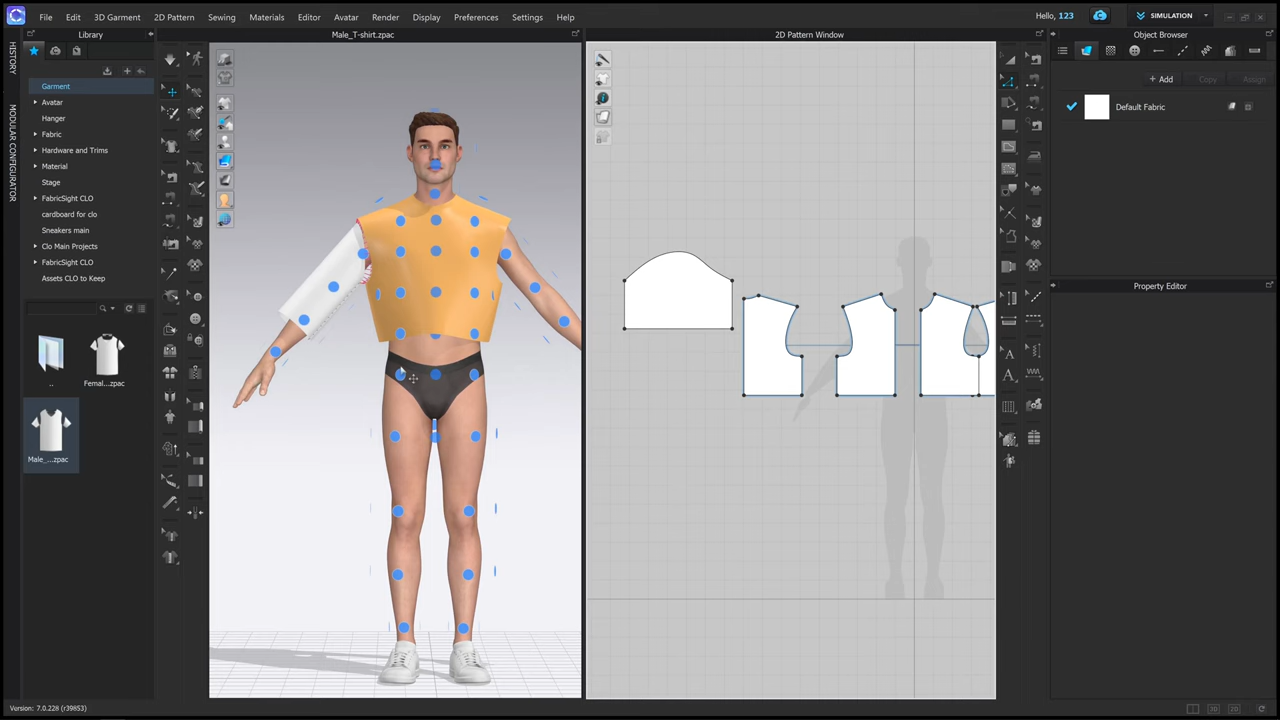 File
Edit
3D Garment
2D Pattern
Sewing
Materials
Editor
Avatar
Render
Display
Preferences
Settings
Help
Hello, 123
SIMULATION
Library
Male_T-shirt.zpac
2D Pattern Window
Object Browser
HISTORY
MODULAR CONFIGURATOR
Garment
Avatar
Hanger
Fabric
Hardware and Trims
Material
Stage
FabricSight CLO
cardboard for clo
Sneakers main
Clo Main Projects
FabricSight CLO
Assets CLO to Keep
+ Add
Copy
Assign
Default Fabric
Property Editor
..
Femal...zpac
Male_...zpac
Version: 7.0.228 (r39853)
3D
2D